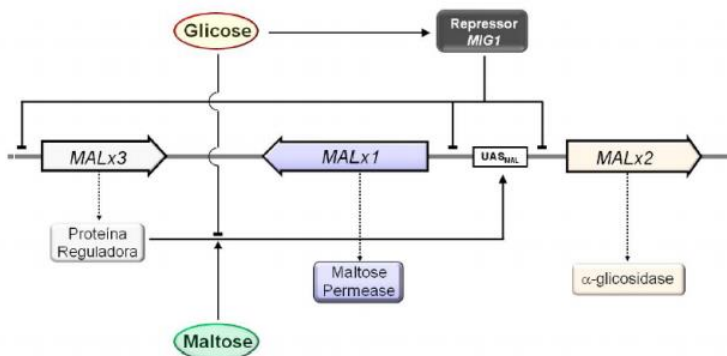 Glicose
Repressor
MIG1
MALx3
MALx1
UASMAL
MALx2
Proteína
Reguladora
Maltose
Permease
α-glicosidase
Maltose